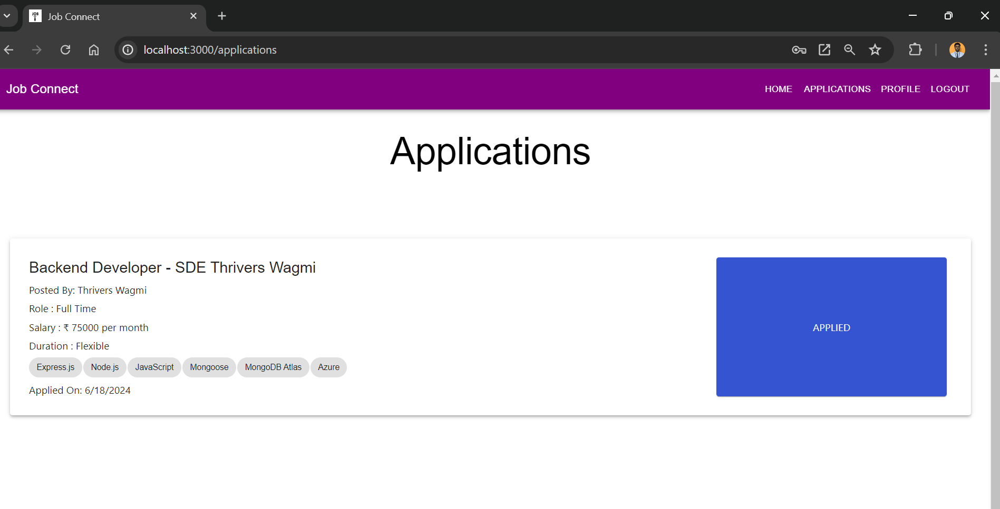 JOB
Job Connect
localhost:3000/applications
Job Connect
HOME APPLICATIONS PROFILE LOGOUT
Applications
Backend Developer - SDE Thrivers Wagmi
Posted By: Thrivers Wagmi
Role : Full Time
Salary : ₹ 75000 per month
Duration : Flexible
Express.js Node.js JavaScript Mongoose MongoDB Atlas Azure
Applied On: 6/18/2024
APPLIED